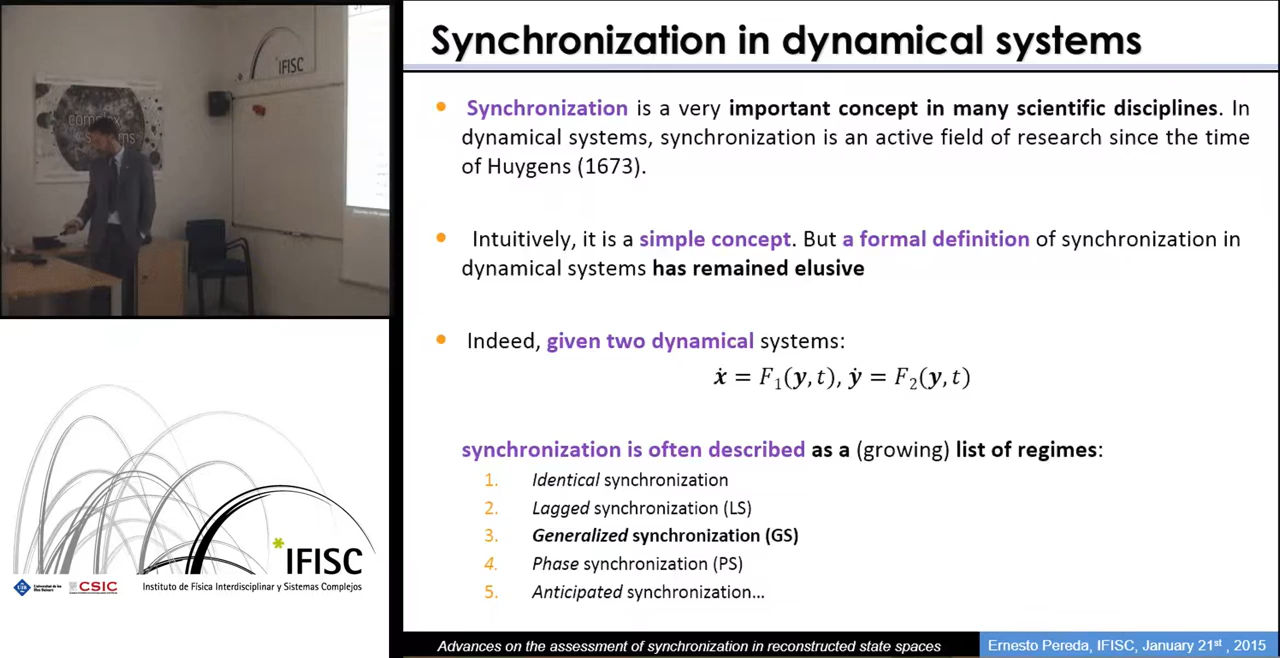 complex
systems
IFISC
IFISC
CSIC
Instituto de Física Interdisciplinar y Sistemas Complejos
Synchronization in dynamical systems
• Synchronization is a very important concept in many scientific disciplines. In
dynamical systems, synchronization is an active field of research since the time
of Huygens (1673).
• Intuitively, it is a simple concept. But a formal definition of synchronization in
dynamical systems has remained elusive
• Indeed, given two dynamical systems:
ẋ = F₁(y, t), ẏ = F₂(y, t)
synchronization is often described as a (growing) list of regimes:
1. Identical synchronization
2. Lagged synchronization (LS)
3. Generalized synchronization (GS)
4. Phase synchronization (PS)
5. Anticipated synchronization…
Advances on the assessment of synchronization in reconstructed state spaces
Ernesto Pereda, IFISC, January 21st , 2015